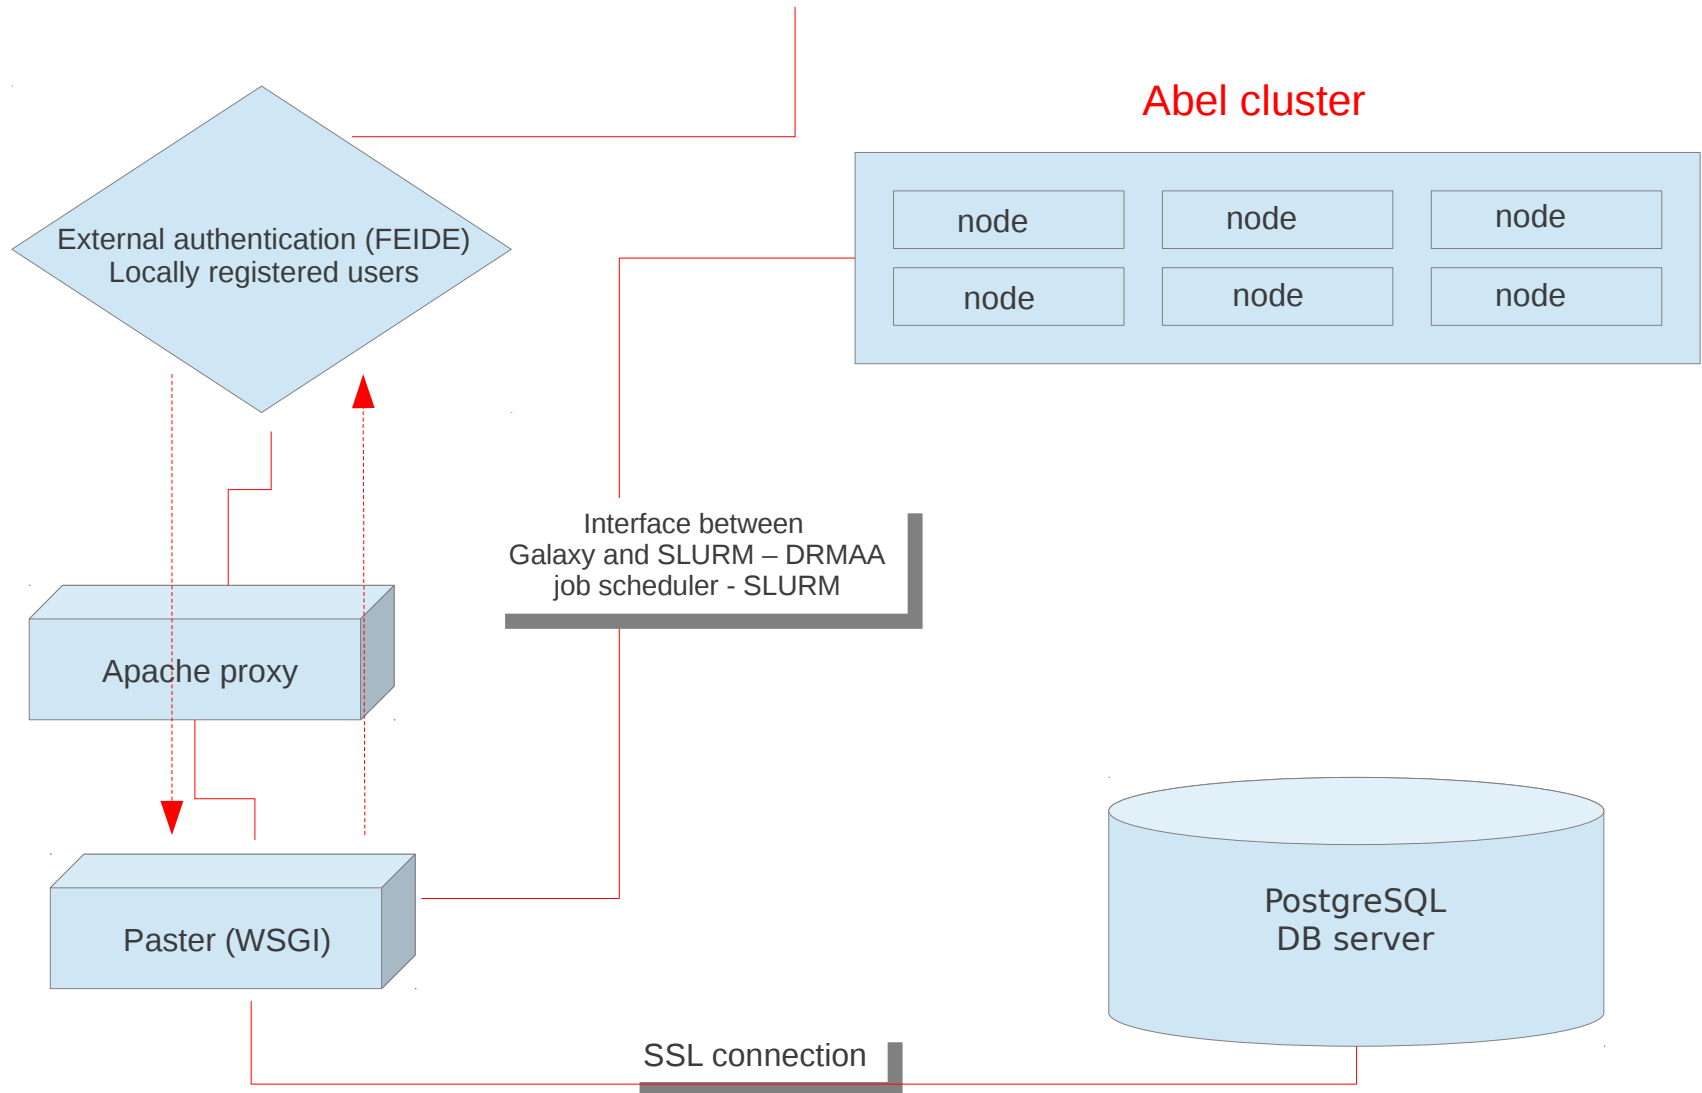 Abel cluster
External authentication (FEIDE)
Locally registered users
node
node
node
node
node
node
Interface between
Galaxy and SLURM – DRMAA
job scheduler - SLURM
Apache proxy
Paster (WSGI)
PostgreSQL
DB server
SSL connection